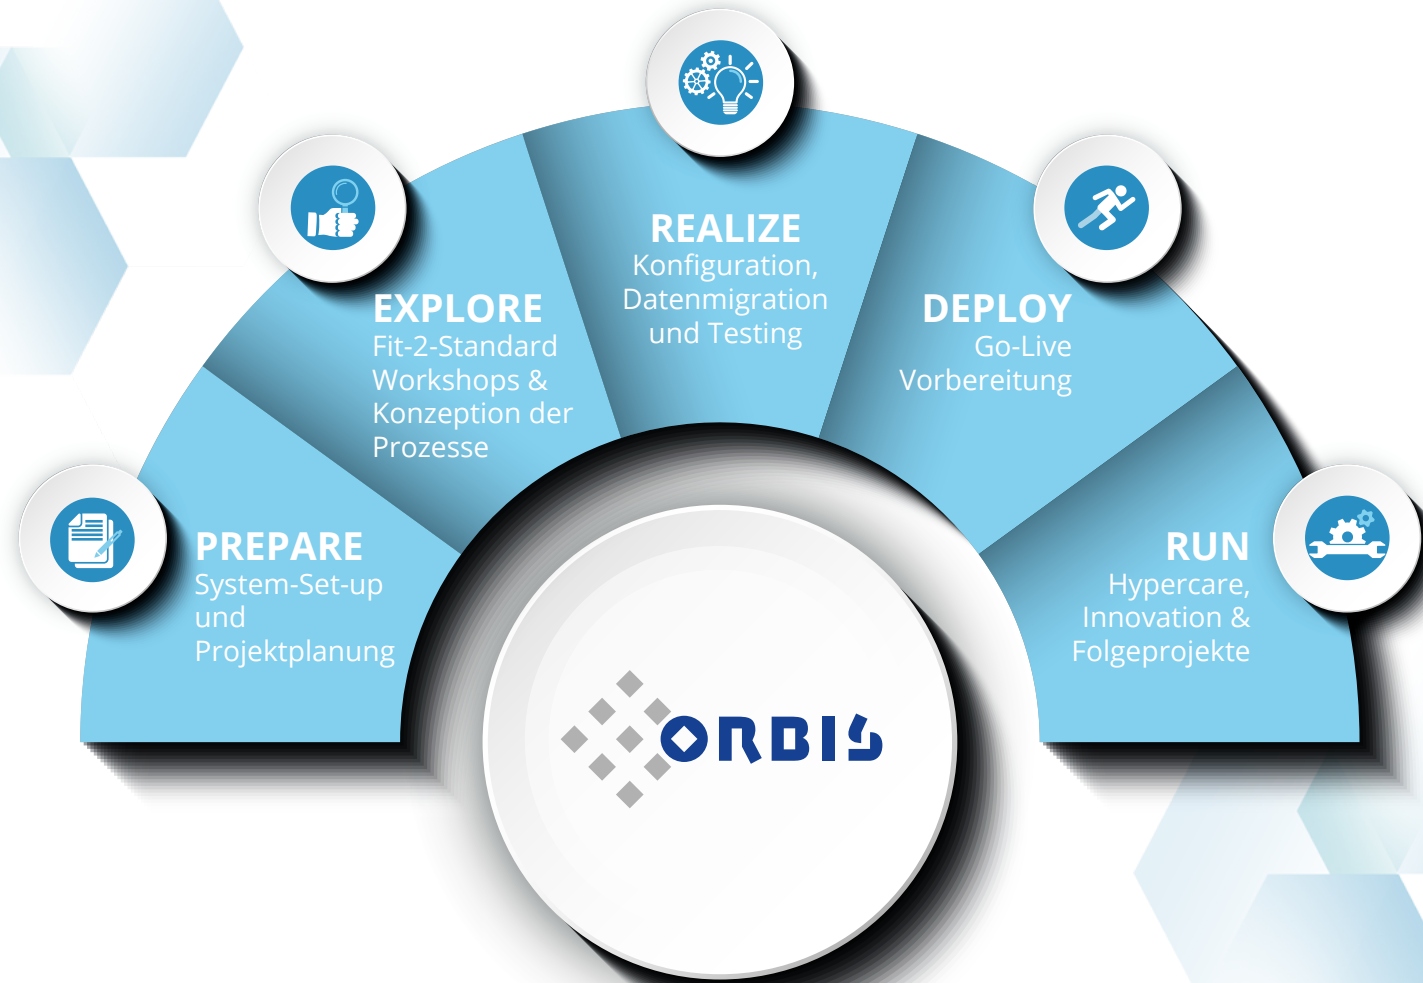 REALIZE
Konfiguration,
Datenmigration
und Testing
EXPLORE
Fit-2-Standard
Workshops &
Konzeption der
Prozesse
DEPLOY
Go-Live
Vorbereitung
PREPARE
System-Set-up
und
Projektplanung
RUN
Hypercare,
Innovation &
Folgeprojekte
ORBIS